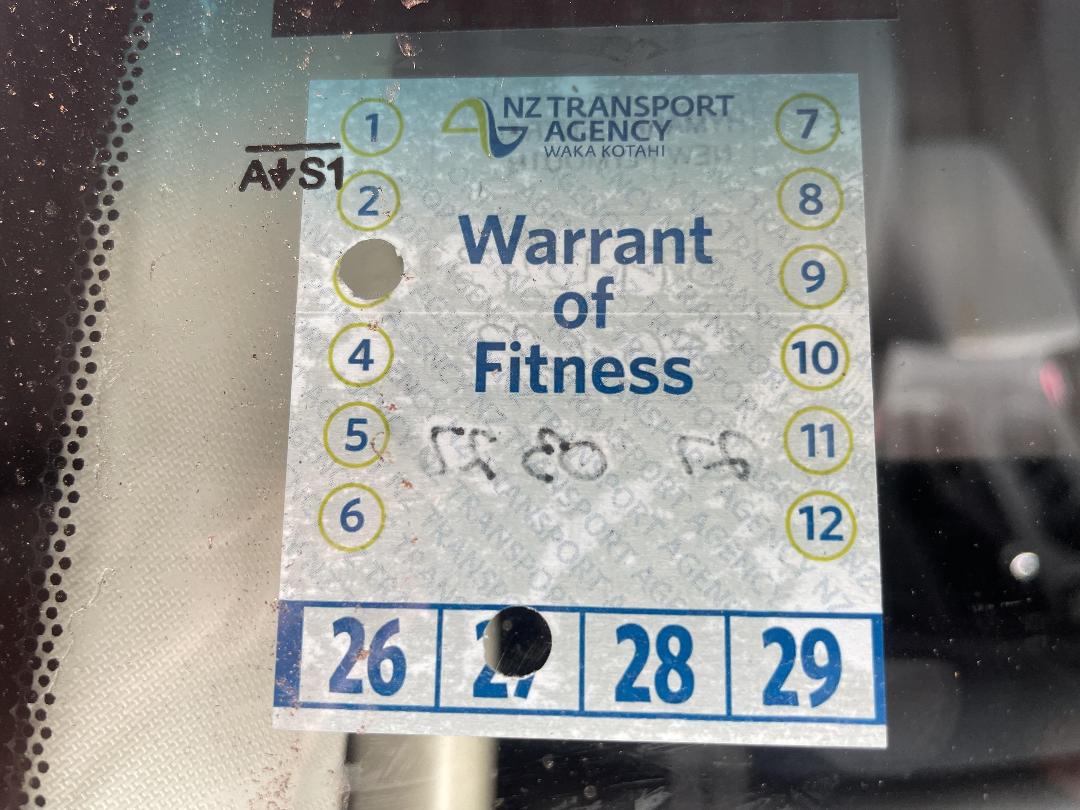 NZ TRANSPORT
AGENCY
WAKA KOTAHI
A↓S1
1
2
4
5
6
7
8
9
10
11
12
Warrant
of
Fitness
26
27
28
29